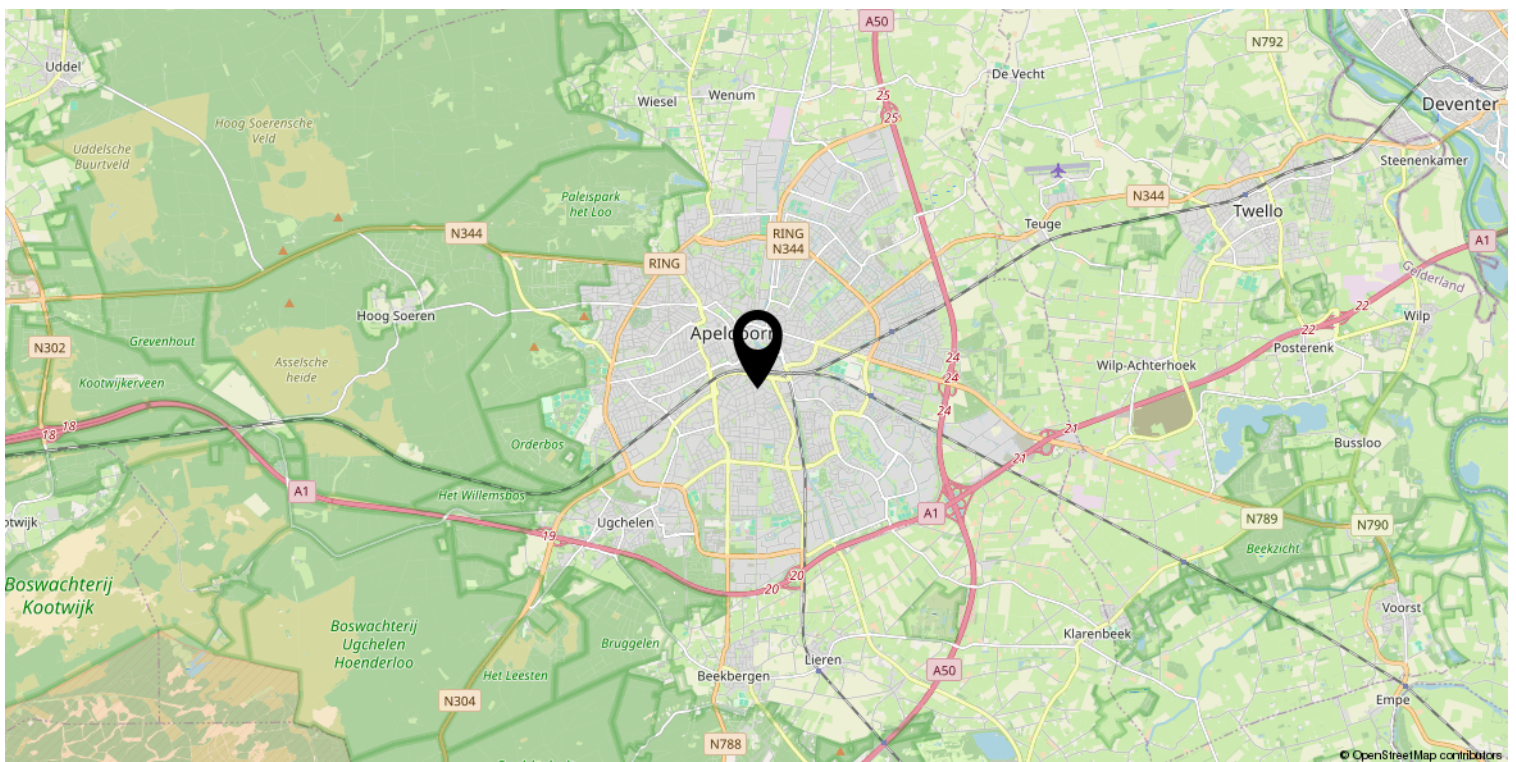 A50
N792
Uddel
De Vecht
Wiesel
Wenum
25
Deventer
25
Hoog Soerensche
Veld
Uddelsche
Buurtveld
Steenenkamer
Paleispark
het Loo
N344
Twello
Teuge
N344
RING
N344
A1
RING
Gelderland
22
Hoog Soeren
Wilp
22
Grevenhout
N302
Posterenk
24
Asselsche
heide
Wilp-Achterhoek
24
Kootwijkerveen
24
18
18
21
Orderbos
Bussloo
21
A1
Het Willemsbos
A1
otwijk
Ugchelen
N789
N790
19
Beekzicht
20
20
Boswachterij
Kootwijk
Voorst
Boswachterij
Ugchelen
Hoenderloo
Klarenbeek
Bruggelen
Lieren
A50
Het Leesten
Beekbergen
N304
Empe
N788
© OpenStreetMap contributors